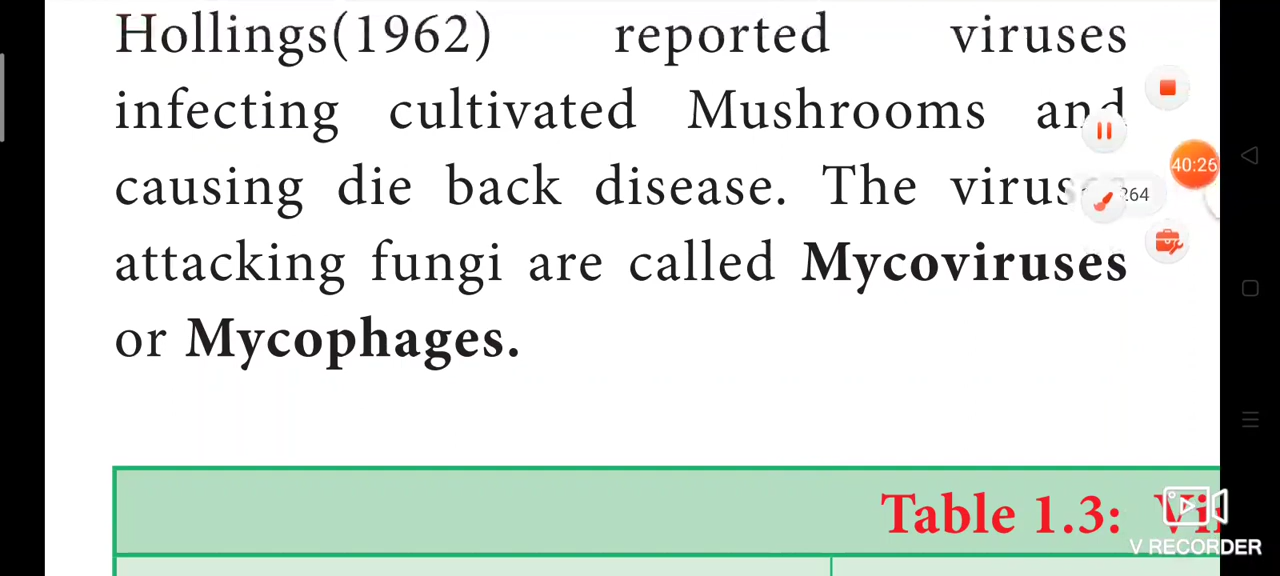 Hollings(1962) reported viruses
infecting cultivated Mushrooms and
causing die back disease. The
attacking fungi are called Mycoviruses
or Mycophages.
40:26
264
Table 1.3:
V RECORDER